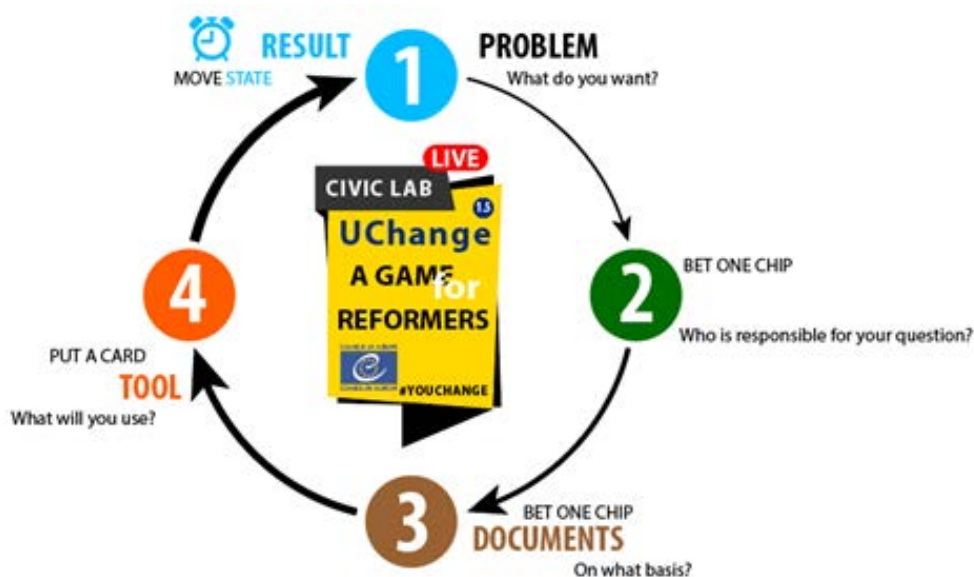 RESULT
MOVE STATE
1
PROBLEM
What do you want?
2
BET ONE CHIP
Who is responsible for your question?
3
BET ONE CHIP
DOCUMENTS
On what basis?
4
PUT A CARD
TOOL
What will you use?
LIVE
CIVIC LAB
1.5
UChange
A GAME
for
REFORMERS
#YOUCHANGE